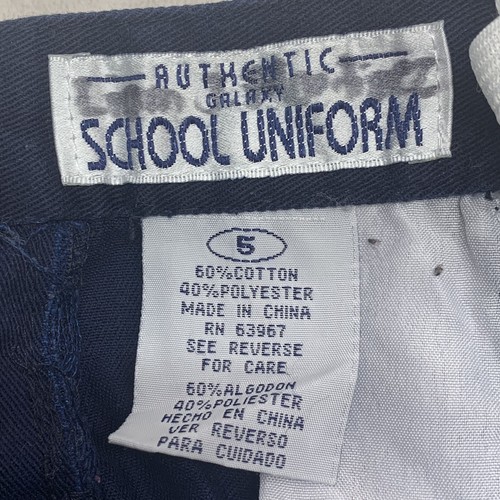 AUTHENTIC
GALAXY
SCHOOL UNIFORM
5
60%COTTON
40%POLYESTER
MADE IN CHINA
RN 63967
SEE REVERSE
FOR CARE
60%ALGODON
40%POLIESTER
HECHO EN CHINA
VER REVERSO
PARA CUIDADO